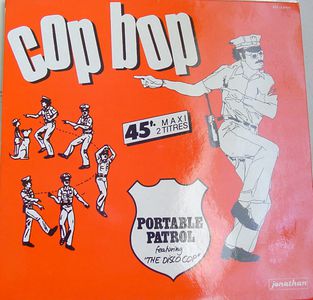 cop bop
45t.
MAXI
2 TITRES
PORTABLE
PATROL
featuring
"THE DISCO COP"
jonathan